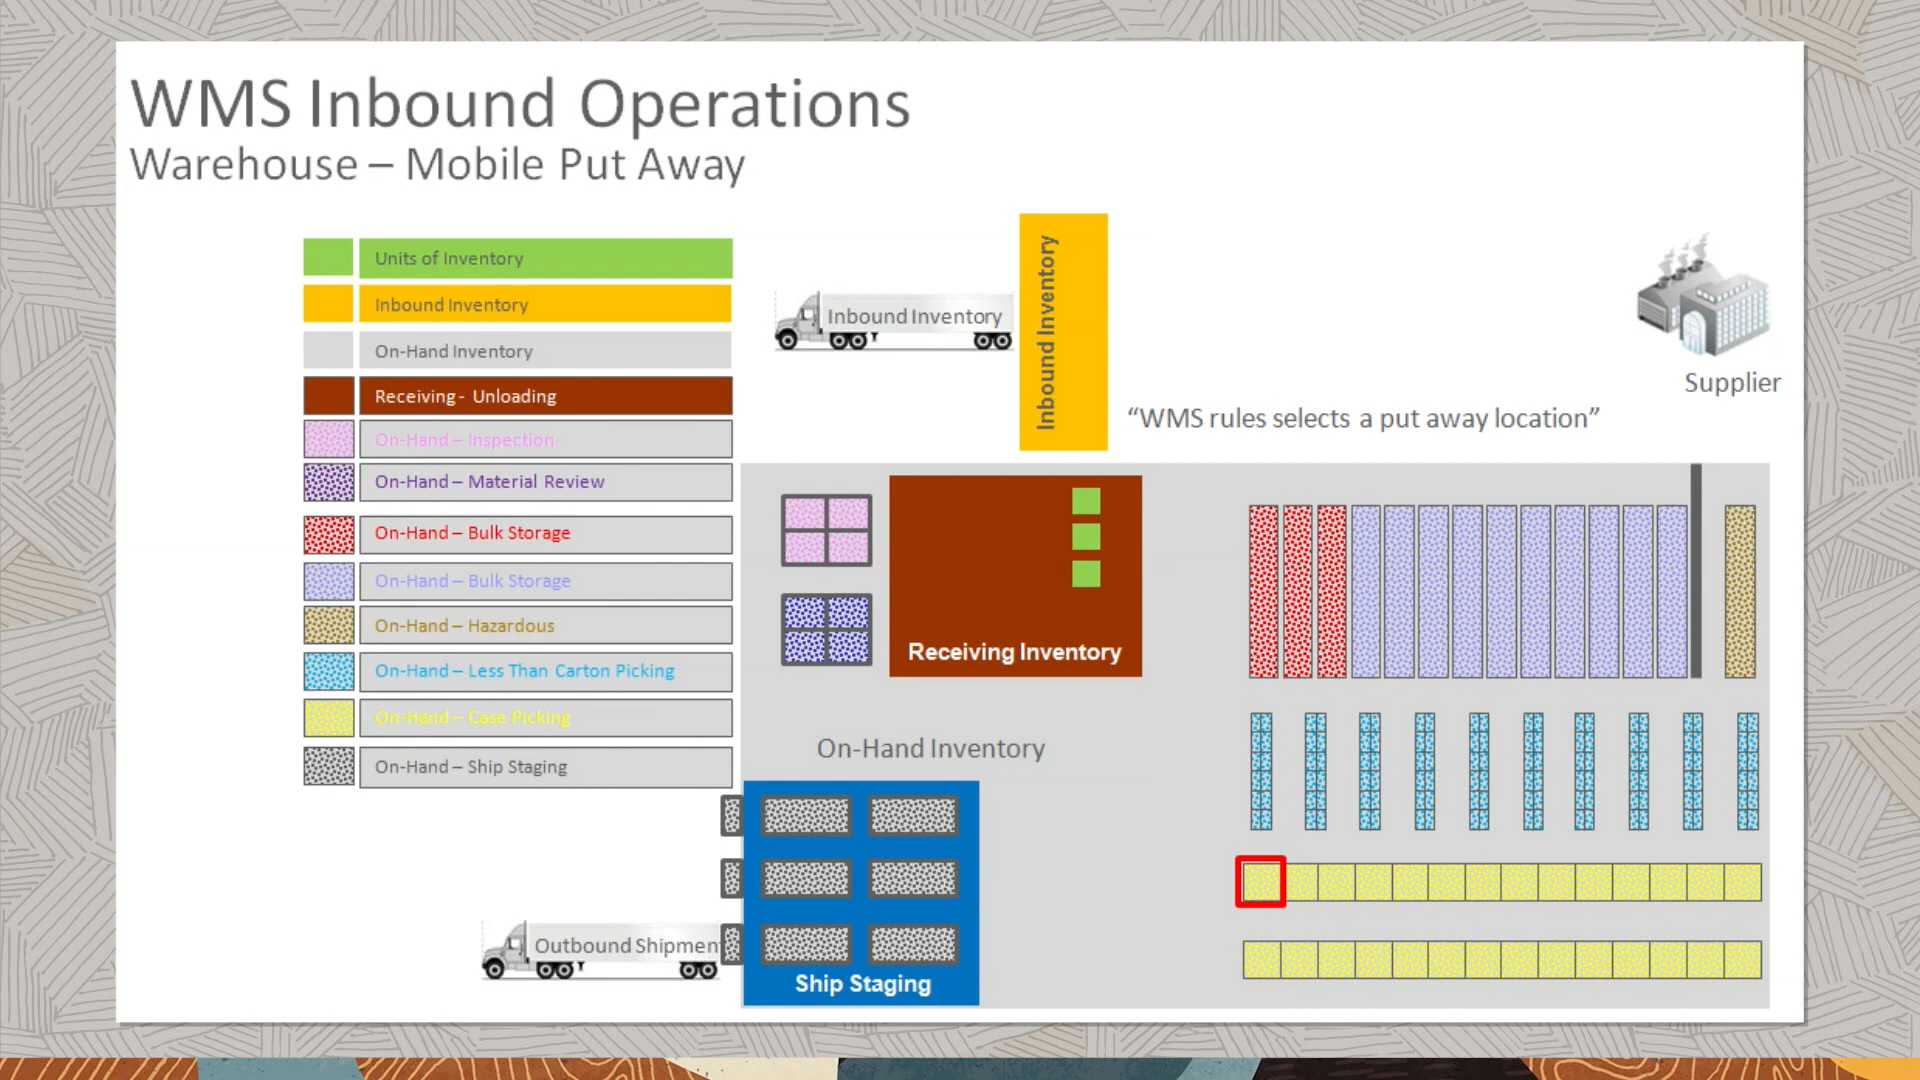 WMS Inbound Operations
Warehouse – Mobile Put Away
Units of Inventory
Inbound Inventory
On-Hand Inventory
Receiving - Unloading
On-Hand – Inspection
On-Hand – Material Review
On-Hand – Bulk Storage
On-Hand – Bulk Storage
On-Hand – Hazardous
On-Hand – Less Than Carton Picking
On-Hand – Case Picking
On-Hand – Ship Staging
Inbound Inventory
Inbound Inventory
Supplier
“WMS rules selects a put away location”
Receiving Inventory
On-Hand Inventory
Outbound Shipmen
Ship Staging